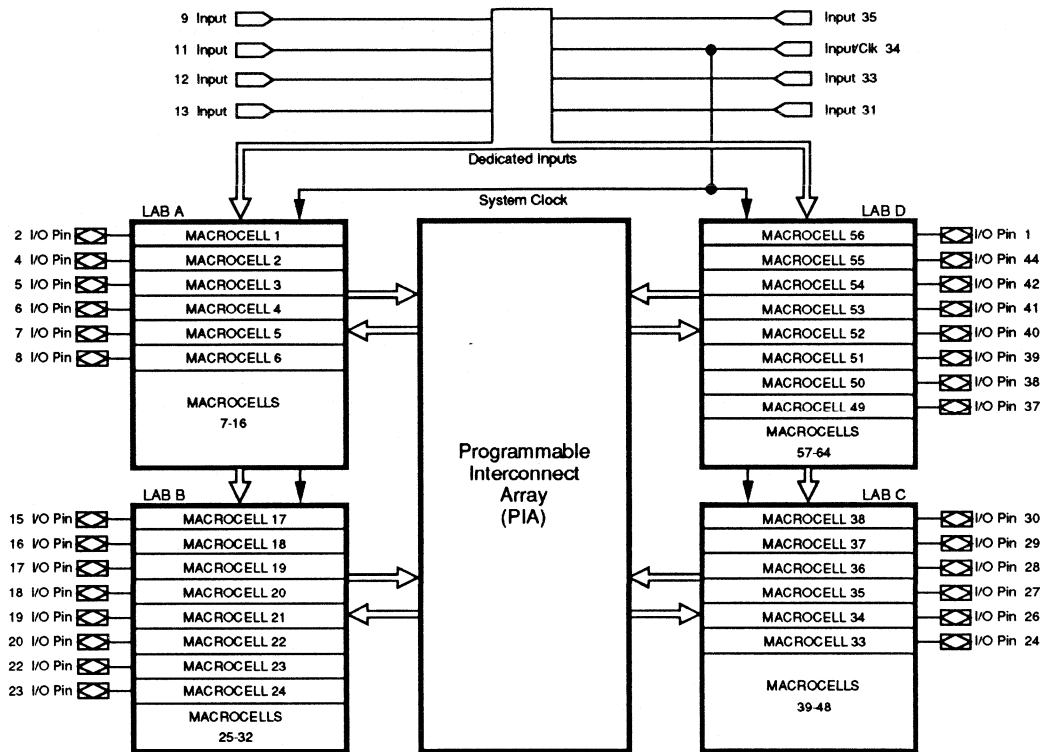 9 Input
Input 35
11 Input
Input/Clk 34
12 Input
Input 33
13 Input
Input 31
Dedicated Inputs
System Clock
LAB A
2 I/O Pin
MACROCELL 1
4 I/O Pin
MACROCELL 2
5 I/O Pin
MACROCELL 3
6 I/O Pin
MACROCELL 4
7 I/O Pin
MACROCELL 5
8 I/O Pin
MACROCELL 6
MACROCELLS
7-16
LAB B
15 I/O Pin
MACROCELL 17
16 I/O Pin
MACROCELL 18
17 I/O Pin
MACROCELL 19
18 I/O Pin
MACROCELL 20
19 I/O Pin
MACROCELL 21
20 I/O Pin
MACROCELL 22
22 I/O Pin
MACROCELL 23
23 I/O Pin
MACROCELL 24
MACROCELLS
25-32
Programmable
Interconnect
Array
(PIA)
LAB D
MACROCELL 56
I/O Pin 1
MACROCELL 55
I/O Pin 44
MACROCELL 54
I/O Pin 42
MACROCELL 53
I/O Pin 41
MACROCELL 52
I/O Pin 40
MACROCELL 51
I/O Pin 39
MACROCELL 50
I/O Pin 38
MACROCELL 49
I/O Pin 37
MACROCELLS
57-64
LAB C
MACROCELL 38
I/O Pin 30
MACROCELL 37
I/O Pin 29
MACROCELL 36
I/O Pin 28
MACROCELL 35
I/O Pin 27
MACROCELL 34
I/O Pin 26
MACROCELL 33
I/O Pin 24
MACROCELLS
39-48